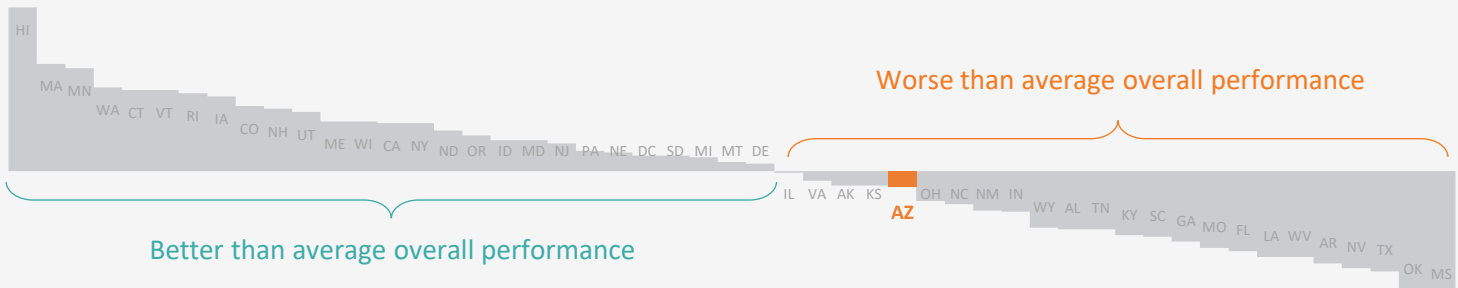 HI
MA
MN
WA
CT
VT
RI
IA
CO
NH
UT
ME
WI
CA
NY
ND
OR
ID
MD
NJ
PA
NE
DC
SD
MI
MT
DE
Better than average overall performance
Worse than average overall performance
IL
VA
AK
KS
AZ
OH
NC
NM
IN
WY
AL
TN
KY
SC
GA
MO
FL
LA
WV
AR
NV
TX
OK
MS